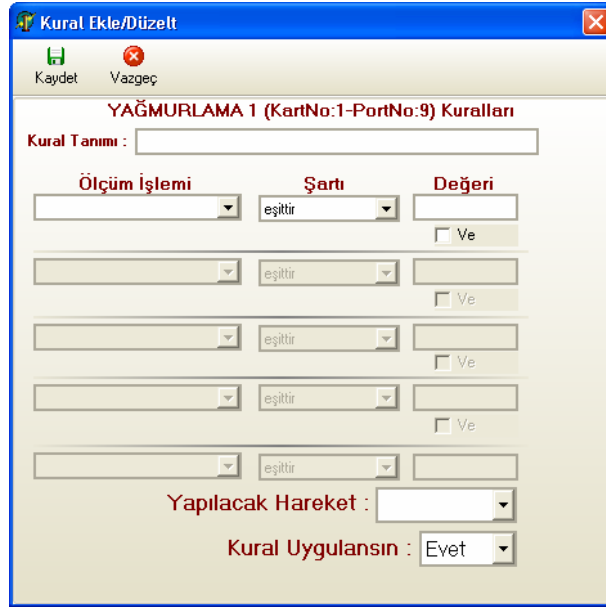 Kural Ekle/Düzelt
Kaydet Vazgeç
YAĞMURLAMA 1 (KartNo:1-PortNo:9) Kuralları
Kural Tanımı :
Ölçüm İşlemi Şartı Değeri
eşittir
Ve
eşittir
Ve
eşittir
Ve
eşittir
Ve
eşittir
Yapılacak Hareket :
Kural Uygulansın : Evet